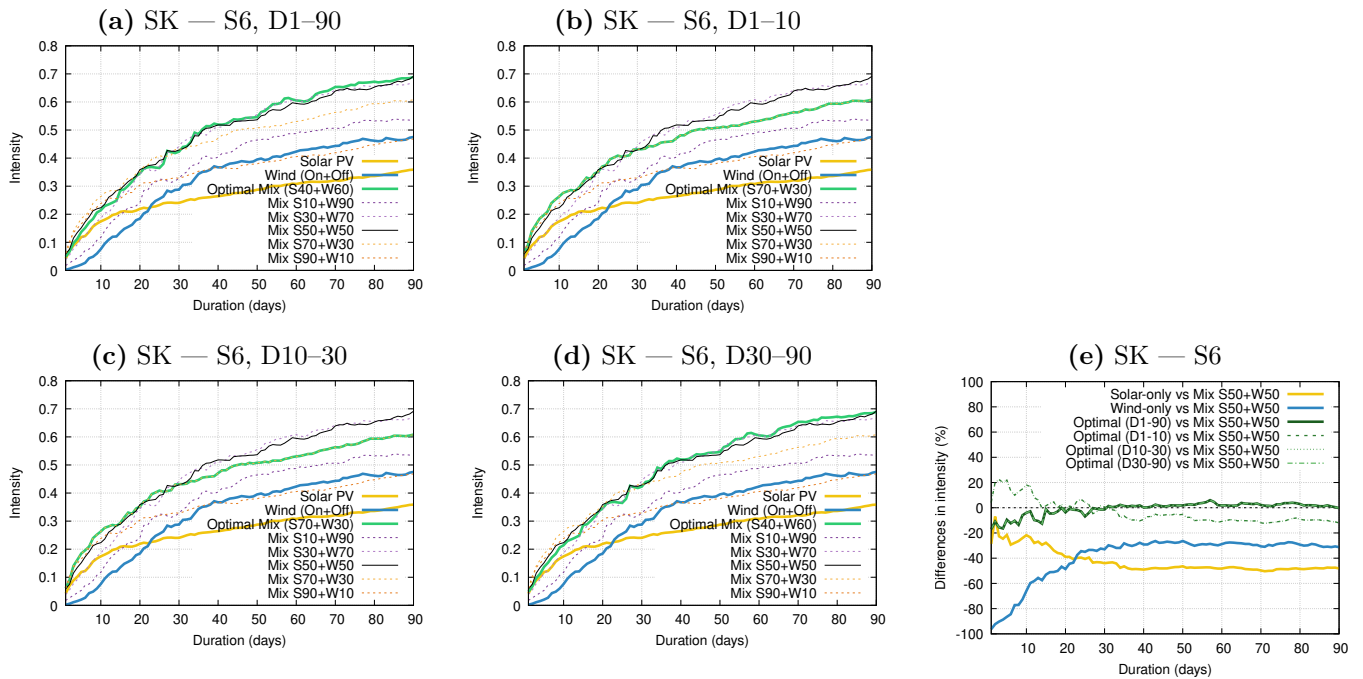 (a) SK — S6, D1–90
Intensity
0.8
0.7
0.6
0.5
0.4
0.3
0.2
0.1
0
Solar PV
Wind (On+Off)
Optimal Mix (S40+W60)
Mix S10+W90
Mix S30+W70
Mix S50+W50
Mix S70+W30
Mix S90+W10
10 20 30 40 50 60 70 80 90
Duration (days)
(b) SK — S6, D1–10
Intensity
0.8
0.7
0.6
0.5
0.4
0.3
0.2
0.1
0
Solar PV
Wind (On+Off)
Optimal Mix (S70+W30)
Mix S10+W90
Mix S30+W70
Mix S50+W50
Mix S70+W30
Mix S90+W10
10 20 30 40 50 60 70 80 90
Duration (days)
(c) SK — S6, D10–30
Intensity
0.8
0.7
0.6
0.5
0.4
0.3
0.2
0.1
0
Solar PV
Wind (On+Off)
Optimal Mix (S70+W30)
Mix S10+W90
Mix S30+W70
Mix S50+W50
Mix S70+W30
Mix S90+W10
10 20 30 40 50 60 70 80 90
Duration (days)
(d) SK — S6, D30–90
Intensity
0.8
0.7
0.6
0.5
0.4
0.3
0.2
0.1
0
Solar PV
Wind (On+Off)
Optimal Mix (S40+W60)
Mix S10+W90
Mix S30+W70
Mix S50+W50
Mix S70+W30
Mix S90+W10
10 20 30 40 50 60 70 80 90
Duration (days)
(e) SK — S6
Differences in intensity (%)
100
80
60
40
20
0
-20
-40
-60
-80
-100
Solar-only vs Mix S50+W50
Wind-only vs Mix S50+W50
Optimal (D1-90) vs Mix S50+W50
Optimal (D1-10) vs Mix S50+W50
Optimal (D10-30) vs Mix S50+W50
Optimal (D30-90) vs Mix S50+W50
10 20 30 40 50 60 70 80 90
Duration (days)